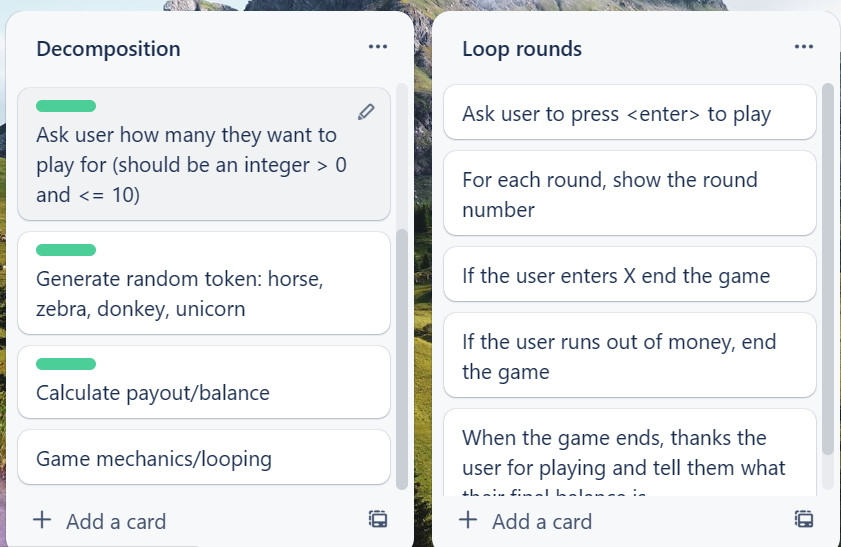 Decomposition
Ask user how many they want to
play for (should be an integer > 0
and <= 10)
Generate random token: horse,
zebra, donkey, unicorn
Calculate payout/balance
Game mechanics/looping
Add a card
Loop rounds
Ask user to press <enter> to play
For each round, show the round
number
If the user enters X end the game
If the user runs out of money, end
the game
When the game ends, thanks the
user for playing and tell them what
their final balance is
Add a card